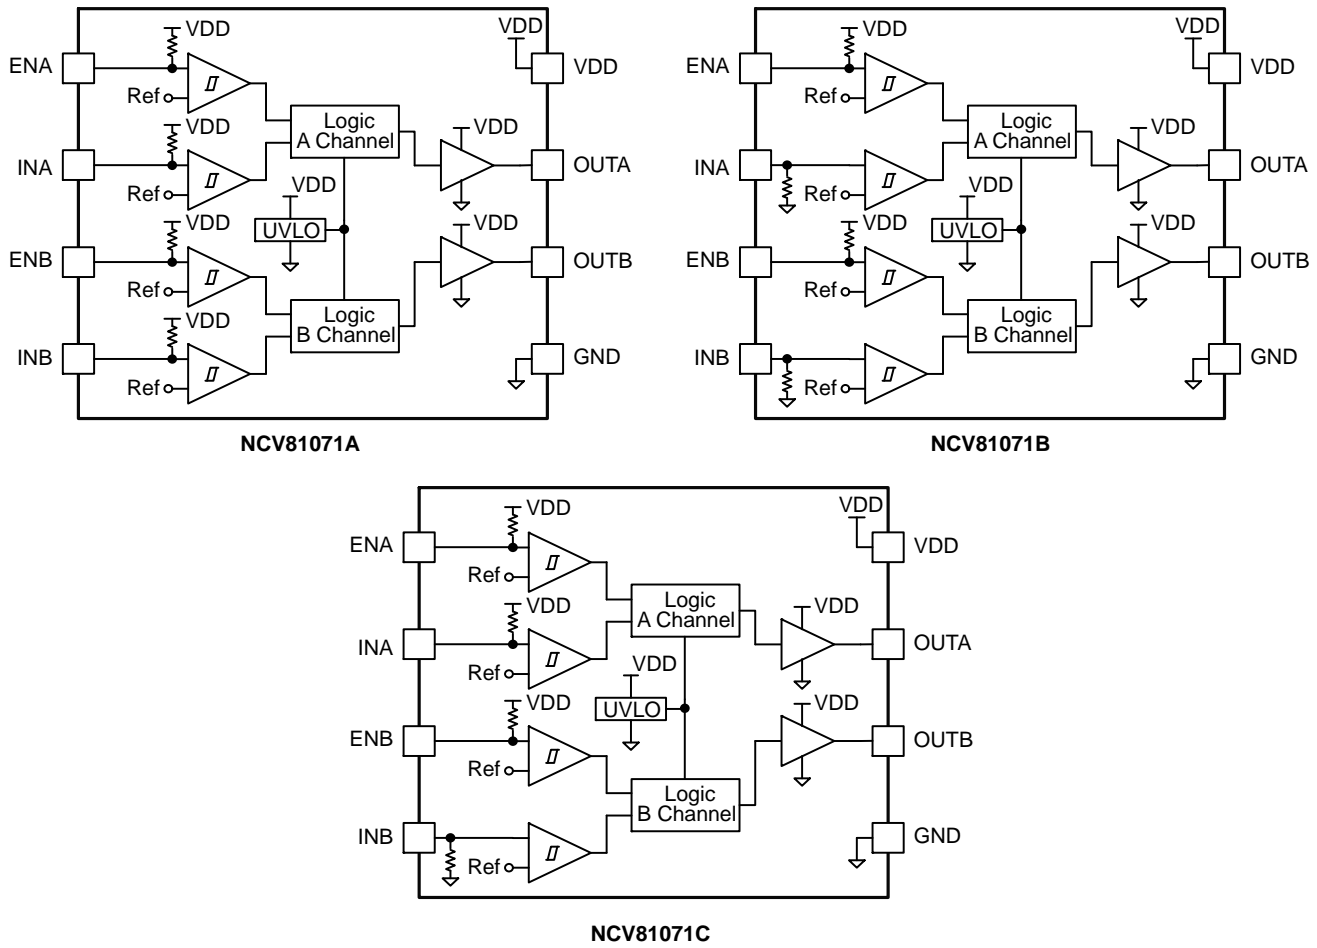 VDD
VDD
ENA
VDD
Ref
VDD
Logic
A Channel
VDD
INA
OUTA
Ref
VDD
VDD
UVLO
VDD
ENB
OUTB
Ref
VDD
Logic
B Channel
INB
GND
Ref
NCV81071A
VDD
VDD
ENA
VDD
Ref
Logic
A Channel
VDD
INA
OUTA
Ref
VDD
VDD
UVLO
VDD
ENB
OUTB
Ref
Logic
B Channel
INB
GND
Ref
NCV81071B
VDD
VDD
ENA
VDD
Ref
VDD
Logic
A Channel
VDD
INA
OUTA
Ref
VDD
VDD
UVLO
VDD
ENB
OUTB
Ref
Logic
B Channel
INB
GND
Ref
NCV81071C